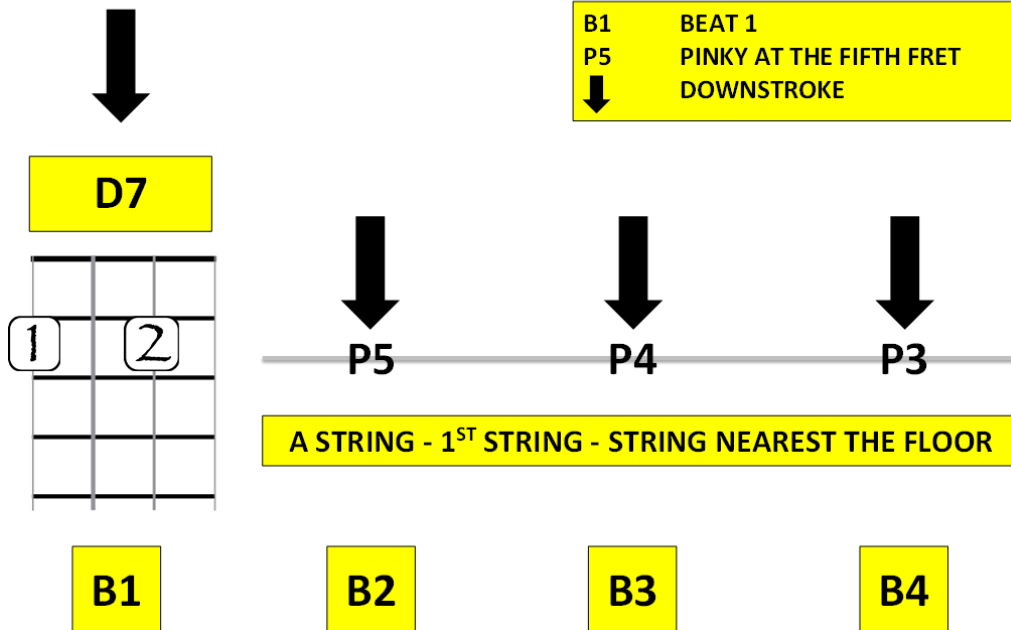 B1 BEAT 1
P5 PINKY AT THE FIFTH FRET
DOWNSTROKE
D7
1 2
P5 P4 P3
A STRING - 1ST STRING - STRING NEAREST THE FLOOR
B1 B2 B3 B4